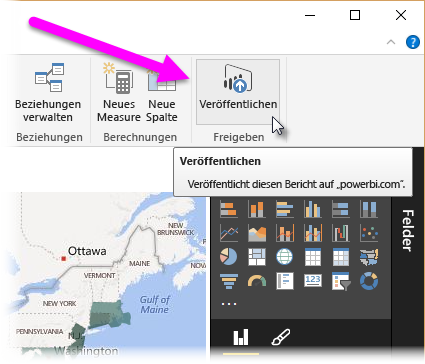 Beziehungen
verwalten
Neues
Measure
Neue
Spalte
Veröffentlichen
Beziehungen
Berechnungen
Freigeben
Veröffentlichen
Veröffentlicht diesen Bericht auf „powerbi.com“.
Ottawa
NEW
BRUNSWICK
MAINE
VERMONT
Gulf of
Maine
NEW YORK
PENNSYLVANIA
N.J.
Washington
123
R
Felder